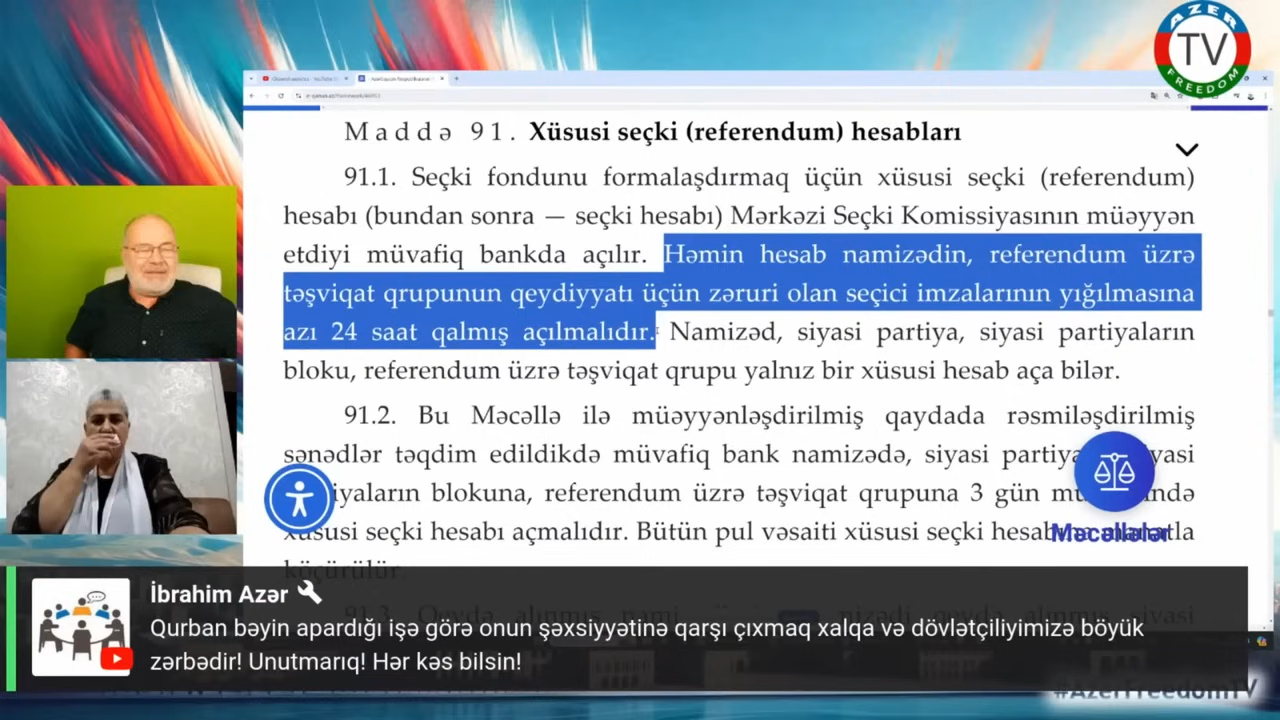 AZER
TV
FREEDOM
Maddə 91. Xüsusi seçki (referendum) hesabları
91.1. Seçki fondunu formalaşdırmaq üçün xüsusi seçki (referendum)
hesabı (bundan sonra — seçki hesabı) Mərkəzi Seçki Komissiyasının müəyyən
etdiyi müvafiq bankda açılır. Həmin hesab namizədin, referendum üzrə
təşviqat qrupunun qeydiyyatı üçün zəruri olan seçici imzalarının yığılmasına
azı 24 saat qalmış açılmalıdır. Namizəd, siyasi partiya, siyasi partiyaların
bloku, referendum üzrə təşviqat qrupu yalnız bir xüsusi hesab aça bilər.
91.2. Bu Məcəllə ilə müəyyənləşdirilmiş qaydada rəsmiləşdirilmiş
sənədlər təqdim edildikdə müvafiq bank namizədə, siyasi
blokuna, referendum üzrə təşviqat qrupuna 3 gün
xüsusi seçki hesabı açmalıdır. Bütün pul vəsaiti xüsusi seçki
Məcəllələr
köçürülür.
91.3. Qeydə alınmış
İbrahim Azər
Qurban bəyin apardığı işə görə onun şəxsiyyətinə qarşı çıxmaq xalqa və dövlətçiliyimizə böyük
zərbədir! Unutmarıq! Hər kəs bilsin!
#AzerFreedomTV